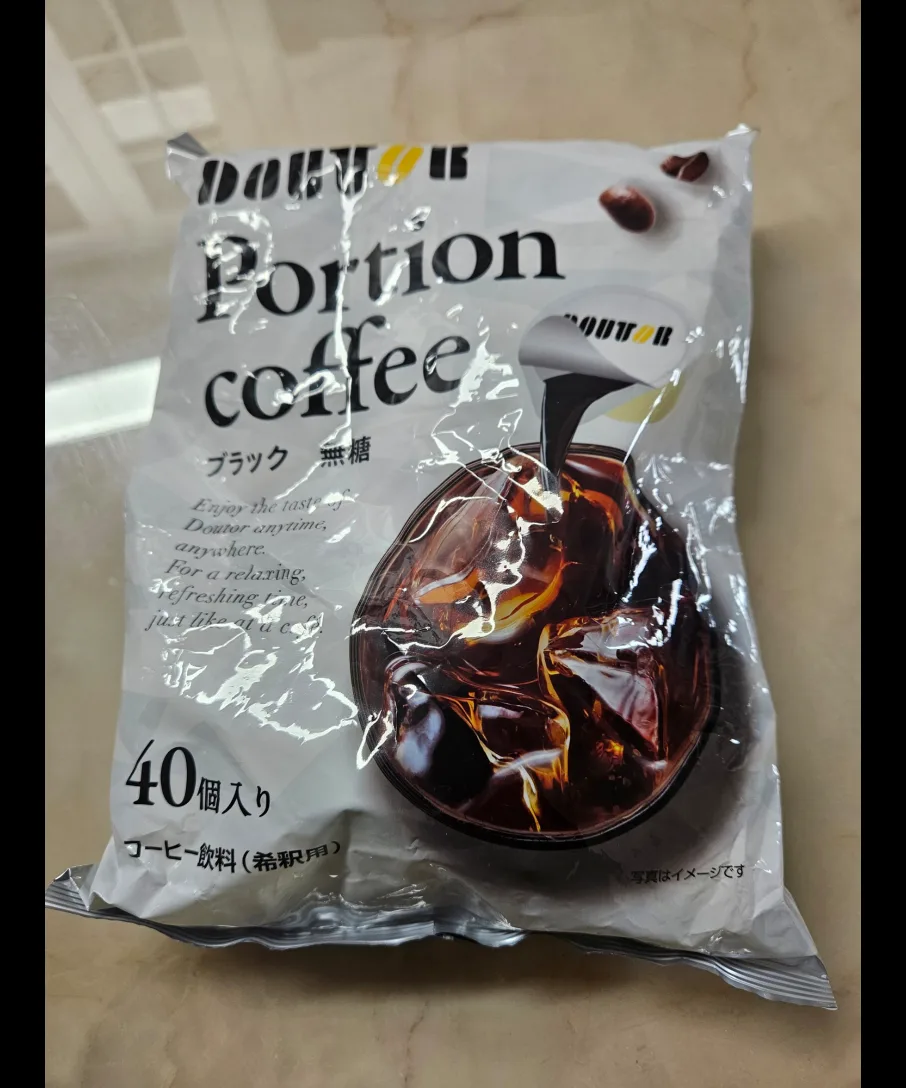 DOUTOR
Portion
coffee
DOUTOR
ブラック 無糖
Enjoy the taste of
Doutor anytime,
anywhere.
For a relaxing,
refreshing time,
just like at a café.
40個入り
コーヒー飲料(希釈用)
写真はイメージです